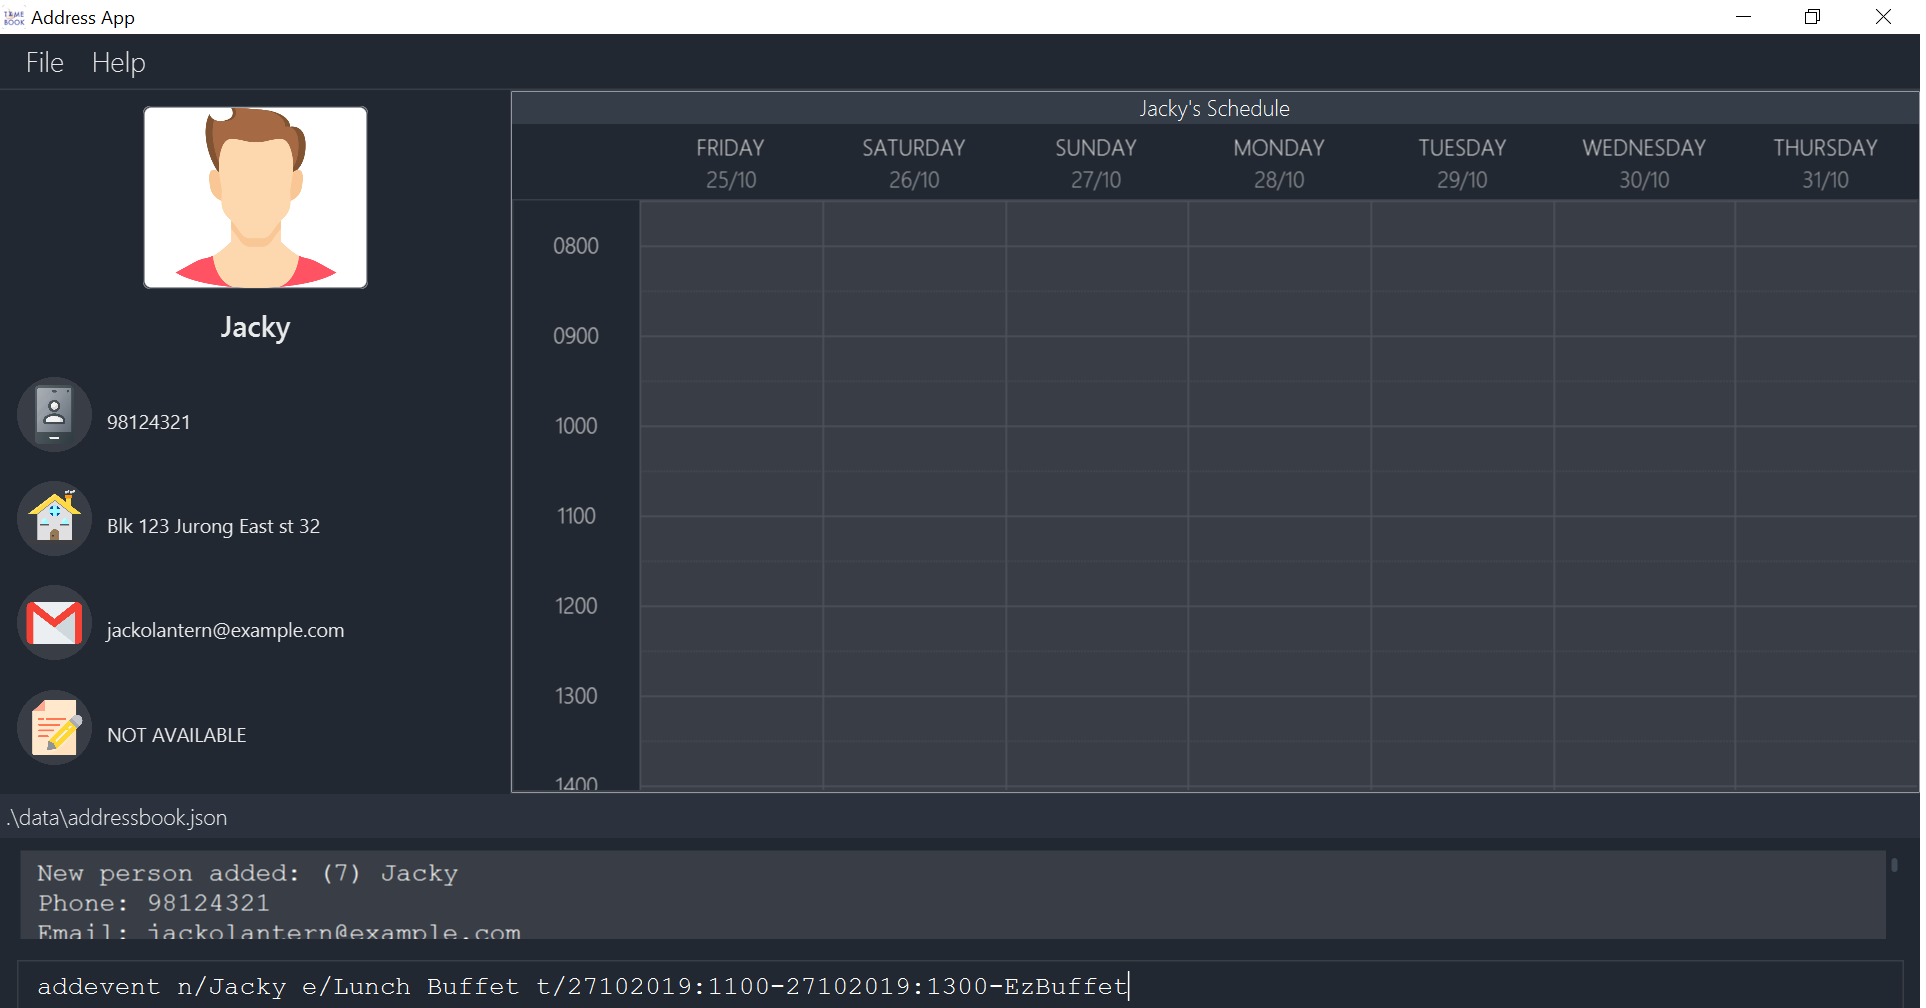 TIME BOOK Address App
File Help
Jacky
98124321
Blk 123 Jurong East st 32
jackolantern@example.com
NOT AVAILABLE
Jacky's Schedule
FRIDAY SATURDAY SUNDAY MONDAY TUESDAY WEDNESDAY THURSDAY
25/10 26/10 27/10 28/10 29/10 30/10 31/10
0800
0900
1000
1100
1200
1300
1400
.\data\addressbook.json
New person added: (7) Jacky
Phone: 98124321
Email: jackolantern@example.com
addevent n/Jacky e/Lunch Buffet t/27102019:1100-27102019:1300-EzBuffet